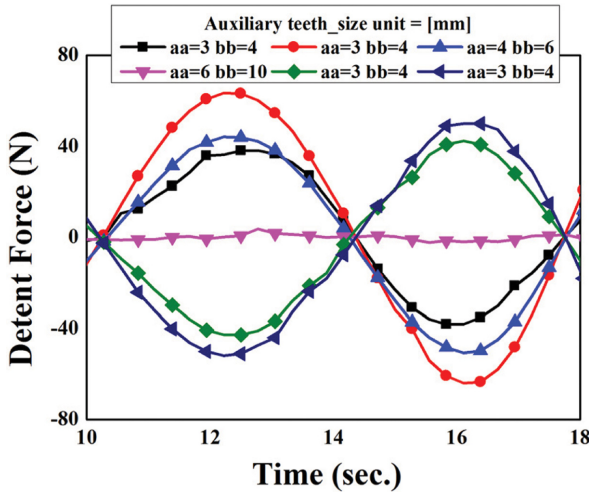 Auxiliary teeth_size unit = [mm]
aa=3 bb=4 aa=3 bb=4 aa=4 bb=6
aa=6 bb=10 aa=3 bb=4 aa=3 bb=4
80
40
0
-40
-80
Detent Force (N)
10 12 14 16 18
Time (sec.)